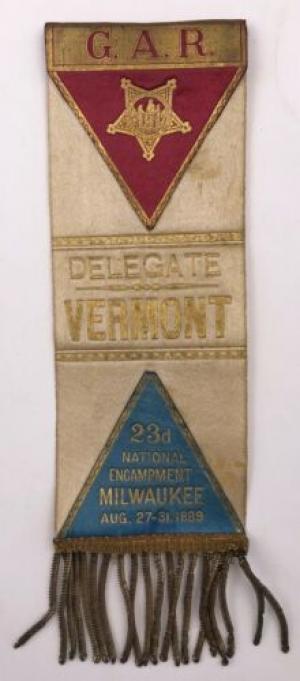 G. A. R.
DELEGATE
VERMONT
23d
NATIONAL
ENCAMPMENT
MILWAUKEE
AUG. 27-31, 1889